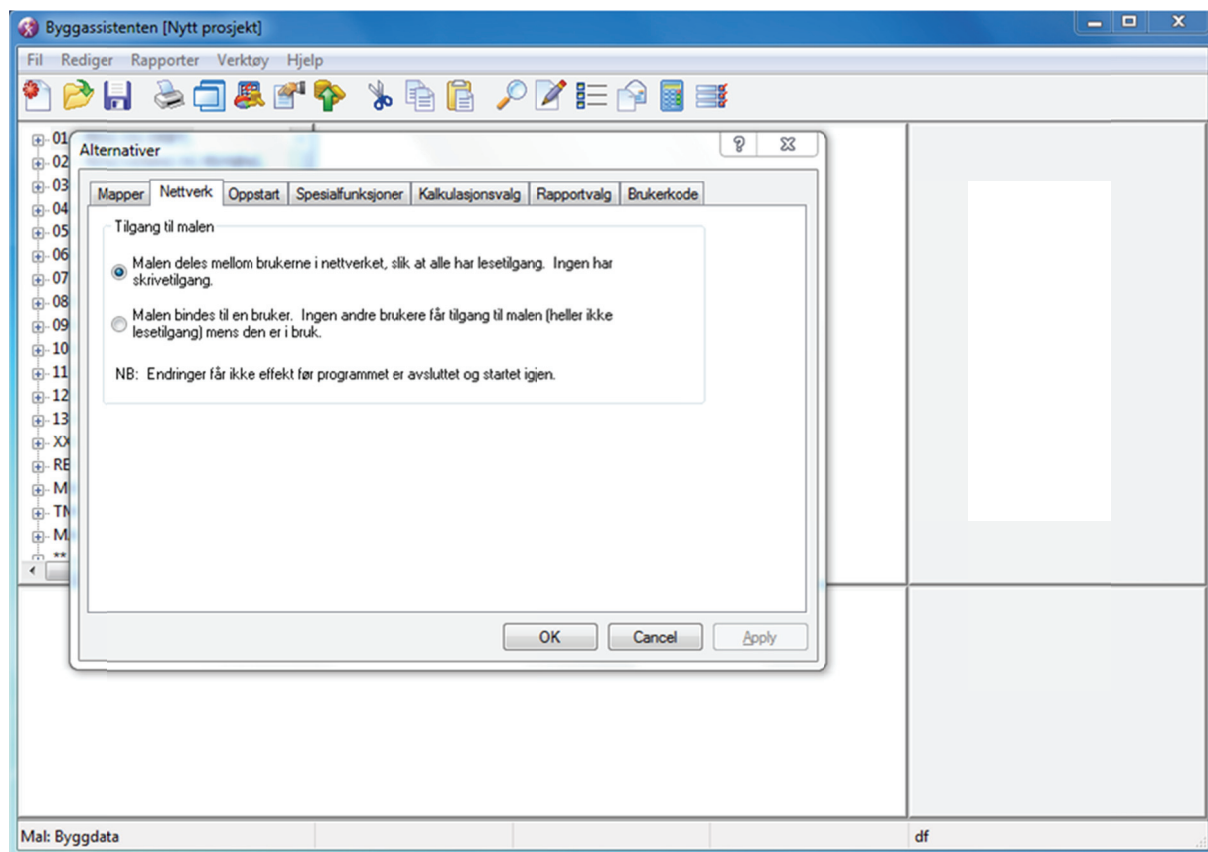 Byggassistenten [Nytt prosjekt]
Fil Rediger Rapporter Verktøy Hjelp
01
02
03
04
05
06
07
08
09
10
11
12
13
XX
RE
M
TM
M
**
Alternativer
Mapper Nettverk Oppstart Spesialfunksjoner Kalkulasjonsvalg Rapportvalg Brukerkode
Tilgang til malen
Malen deles mellom brukerne i nettverket, slik at alle har lesetilgang. Ingen har
skrivetilgang.
Malen bindes til en bruker. Ingen andre brukere får tilgang til malen (heller ikke
lesetilgang) mens den er i bruk.
NB: Endringer får ikke effekt før programmet er avsluttet og startet igjen.
OK Cancel Apply
Mal: Byggdata df